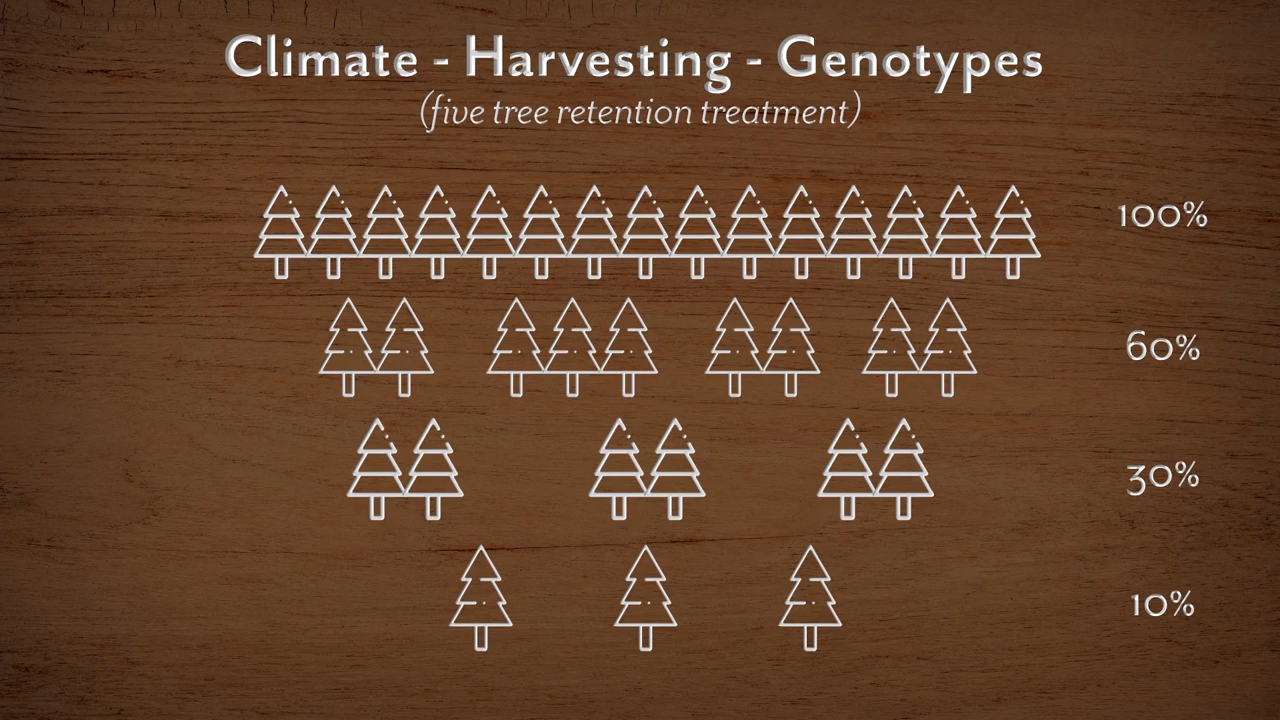 Climate - Harvesting - Genotypes
(five tree retention treatment)
100%
60%
30%
10%